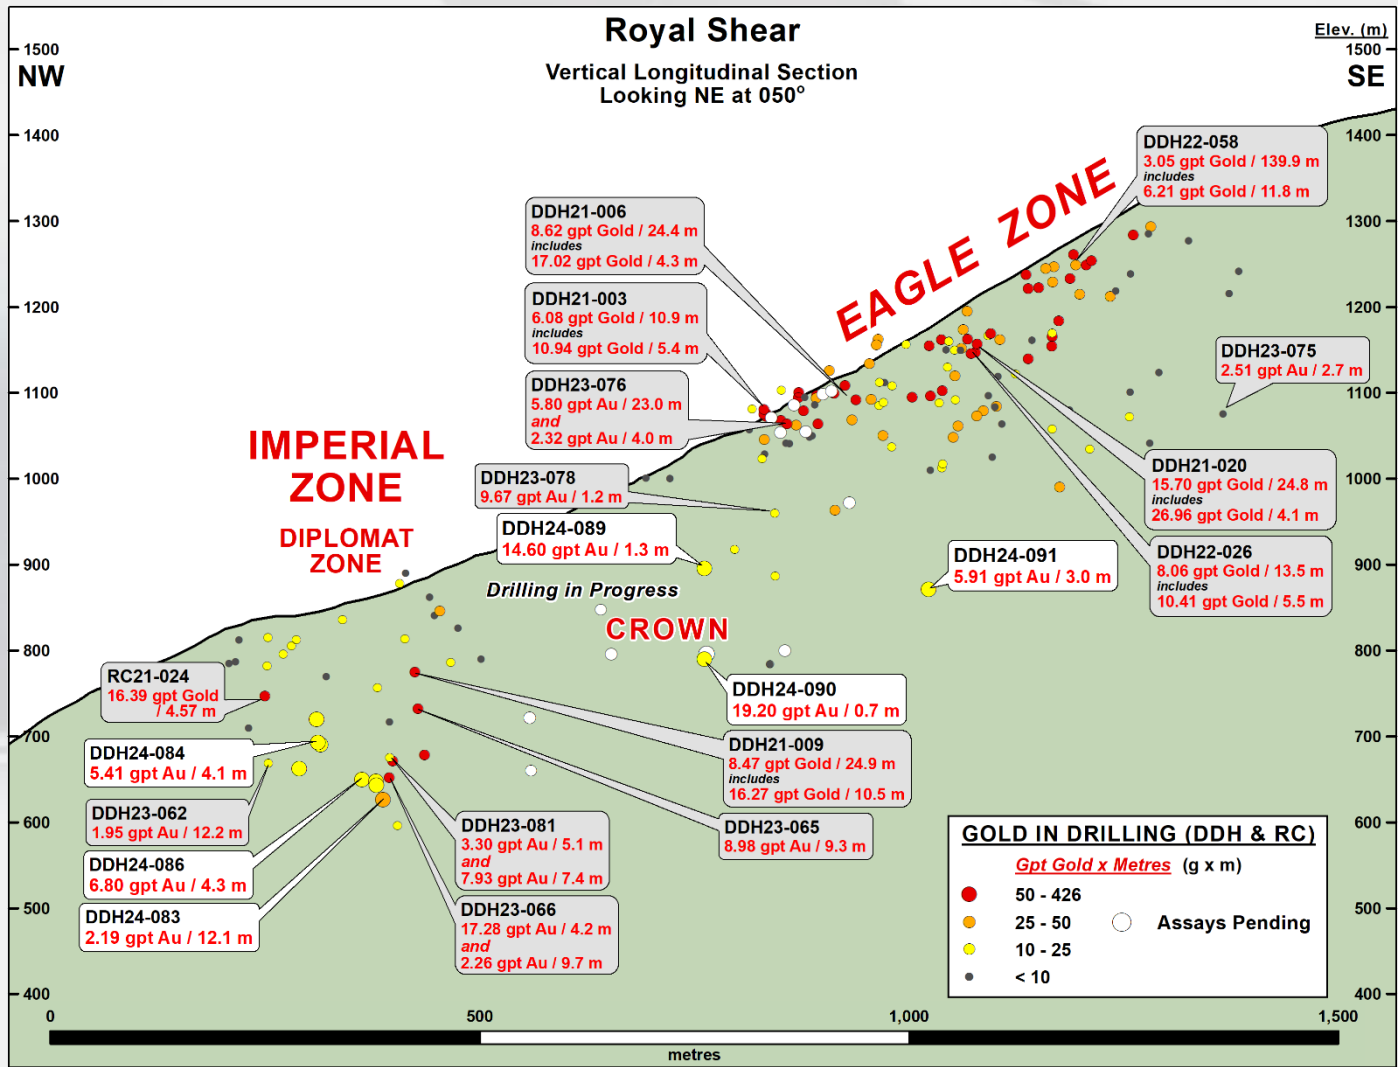 Royal Shear
Vertical Longitudinal Section
Looking NE at 050°
Elev. (m)
1500
1500
NW
SE
1400
1400
1300
1300
1200
1200
1100
1100
1000
1000
900
900
800
800
700
700
600
600
500
500
400
400
EAGLE ZONE
IMPERIAL
ZONE
DIPLOMAT
ZONE
Drilling in Progress
CROWN
DDH22-058
3.05 gpt Gold / 139.9 m
includes
6.21 gpt Gold / 11.8 m
DDH21-006
8.62 gpt Gold / 24.4 m
includes
17.02 gpt Gold / 4.3 m
DDH21-003
6.08 gpt Gold / 10.9 m
includes
10.94 gpt Gold / 5.4 m
DDH23-076
5.80 gpt Au / 23.0 m
and
2.32 gpt Au / 4.0 m
DDH23-075
2.51 gpt Au / 2.7 m
DDH23-078
9.67 gpt Au / 1.2 m
DDH21-020
15.70 gpt Gold / 24.8 m
includes
26.96 gpt Gold / 4.1 m
DDH24-089
14.60 gpt Au / 1.3 m
DDH24-091
5.91 gpt Au / 3.0 m
DDH22-026
8.06 gpt Gold / 13.5 m
includes
10.41 gpt Gold / 5.5 m
RC21-024
16.39 gpt Gold
/ 4.57 m
DDH24-090
19.20 gpt Au / 0.7 m
DDH24-084
5.41 gpt Au / 4.1 m
DDH21-009
8.47 gpt Gold / 24.9 m
includes
16.27 gpt Gold / 10.5 m
DDH23-062
1.95 gpt Au / 12.2 m
DDH23-081
3.30 gpt Au / 5.1 m
and
7.93 gpt Au / 7.4 m
DDH23-065
8.98 gpt Au / 9.3 m
DDH24-086
6.80 gpt Au / 4.3 m
DDH24-083
2.19 gpt Au / 12.1 m
DDH23-066
17.28 gpt Au / 4.2 m
and
2.26 gpt Au / 9.7 m
GOLD IN DRILLING (DDH & RC)
Gpt Gold x Metres (g x m)
50 - 426
25 - 50
Assays Pending
10 - 25
< 10
0
500
1,000
1,500
metres